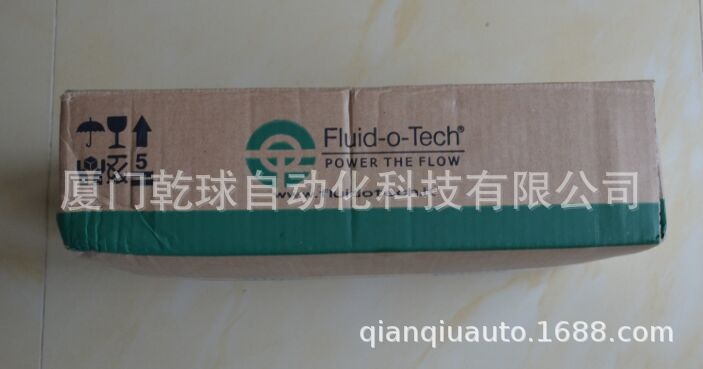 Fluid-o-Tech®
POWER THE FLOW
5
厦门乾球自动化科技有限公司
qianqiuauto.1688.com